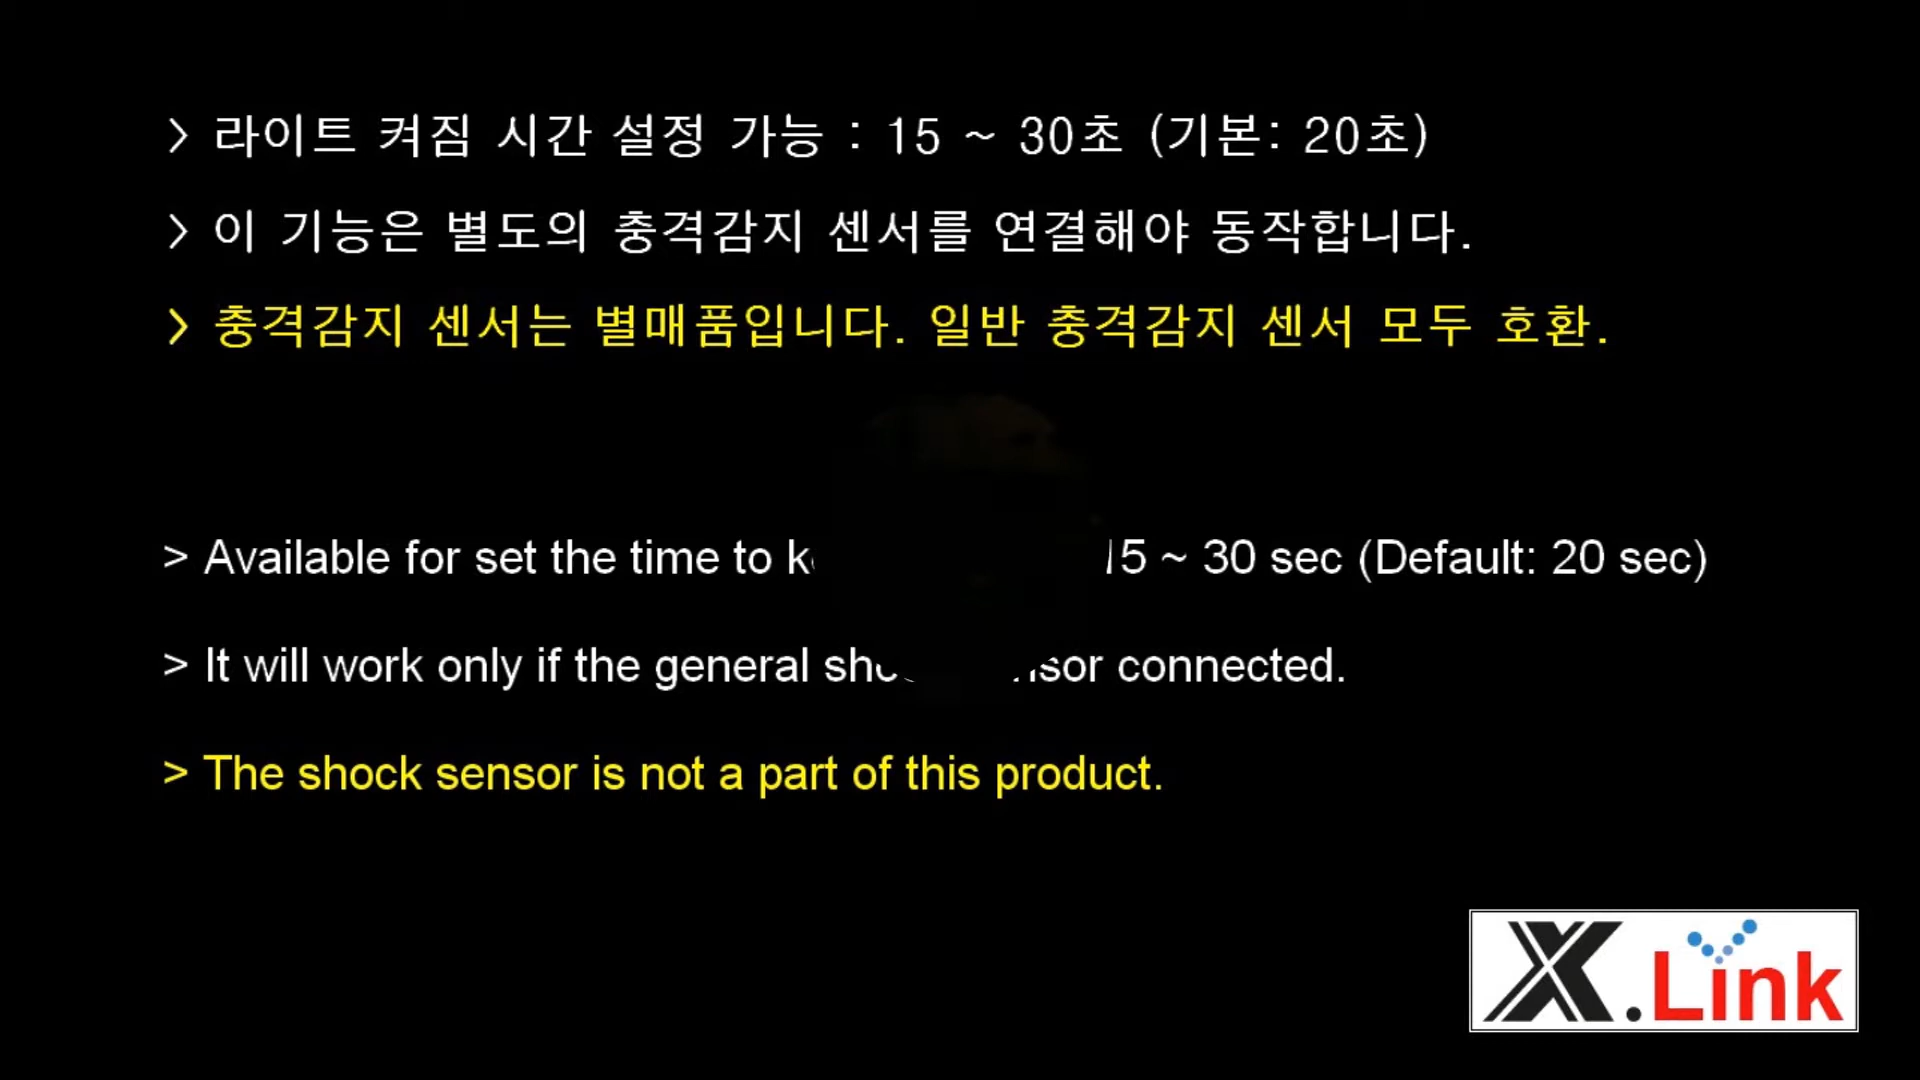 > 라이트 켜짐 시간 설정 가능 : 15 ~ 30초 (기본: 20초)
> 이 기능은 별도의 충격감지 센서를 연결해야 동작합니다.
> 충격감지 센서는 별매품입니다. 일반 충격감지 센서 모두 호환.
> Available for set the time to 15 ~ 30 sec (Default: 20 sec)
> It will work only if the general connected.
> The shock sensor is not a part of this product.
X.Link